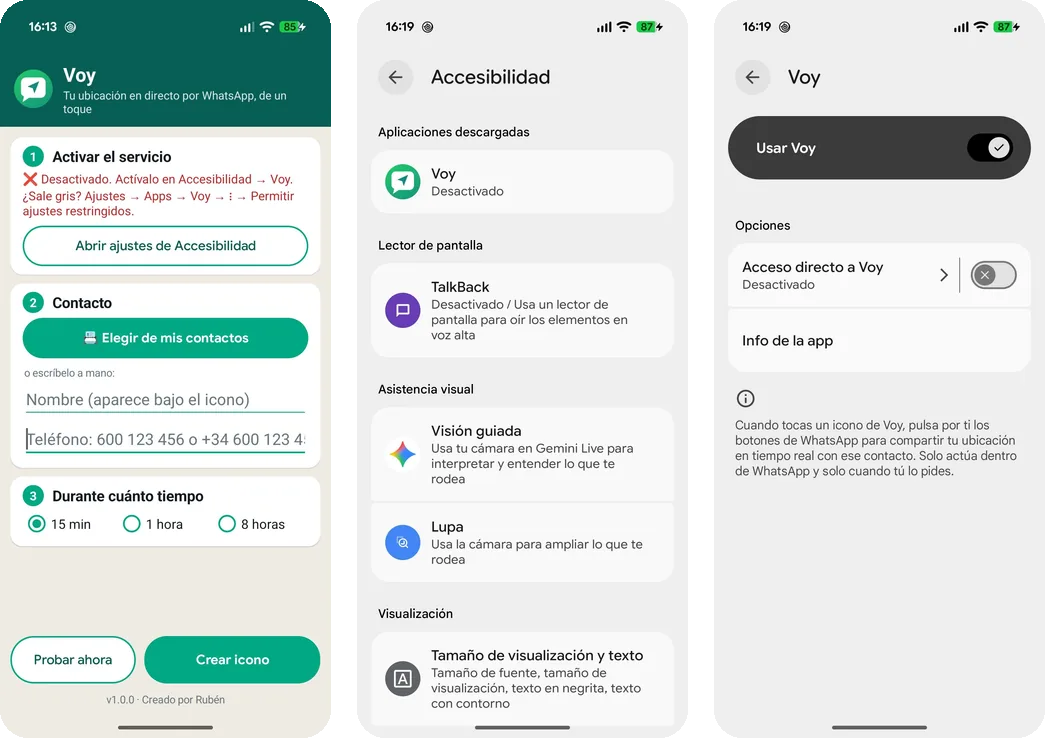 16:13
85
Voy
Tu ubicación en directo por WhatsApp, de un
toque
1 Activar el servicio
❌ Desactivado. Actívalo en Accesibilidad → Voy.
¿Sale gris? Ajustes → Apps → Voy → ⋮ → Permitir
ajustes restringidos.
Abrir ajustes de Accesibilidad
2 Contacto
📇 Elegir de mis contactos
o escríbelo a mano:
Nombre (aparece bajo el icono)
Teléfono: 600 123 456 o +34 600 123 4
3 Durante cuánto tiempo
15 min 1 hora 8 horas
Probar ahora Crear icono
v1.0.0 · Creado por Rubén
16:19
87
Accesibilidad
Aplicaciones descargadas
Voy
Desactivado
Lector de pantalla
TalkBack
Desactivado / Usa un lector de
pantalla para oír los elementos en
voz alta
Asistencia visual
Visión guiada
Usa tu cámara en Gemini Live para
interpretar y entender lo que te
rodea
Lupa
Usa la cámara para ampliar lo que te
rodea
Visualización
A
Tamaño de visualización y texto
Tamaño de fuente, tamaño de
visualización, texto en negrita, texto
con contorno
16:19
87
Voy
Usar Voy
Opciones
Acceso directo a Voy
Desactivado
Info de la app
Cuando tocas un icono de Voy, pulsa por ti los
botones de WhatsApp para compartir tu ubicación
en tiempo real con ese contacto. Solo actúa dentro
de WhatsApp y solo cuando tú lo pides.